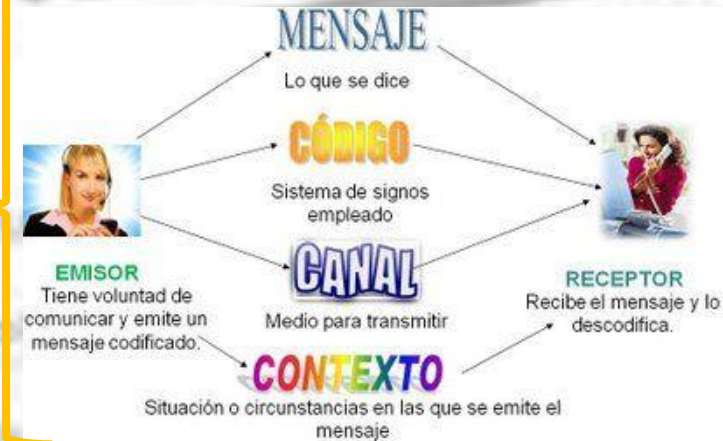 MENSAJE
Lo que se dice
CÓDIGO
Sistema de signos
empleado
CANAL
Medio para transmitir
EMISOR
Tiene voluntad de
comunicar y emite un
mensaje codificado.
RECEPTOR
Recibe el mensaje y lo
descodifica.
CONTEXTO
Situación o circunstancias en las que se emite el
mensaje